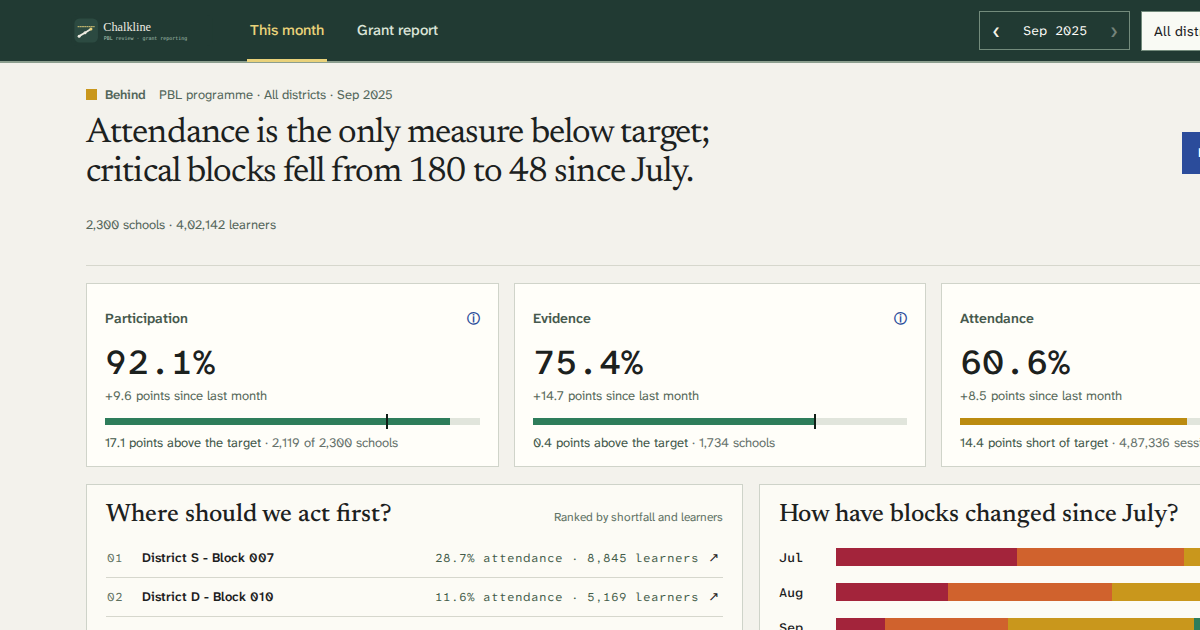 Chalkline
PBL review · grant reporting
This month
Grant report
‹ Sep 2025 ›
All distr
Behind PBL programme · All districts · Sep 2025
Attendance is the only measure below target;
critical blocks fell from 180 to 48 since July.
2,300 schools · 4,02,142 learners
Participation ⓘ
92.1%
+9.6 points since last month
17.1 points above the target · 2,119 of 2,300 schools
Evidence ⓘ
75.4%
+14.7 points since last month
0.4 points above the target · 1,734 schools
Attendance
60.6%
+8.5 points since last month
14.4 points short of target · 4,87,336 sess
Where should we act first?
Ranked by shortfall and learners
01 District S - Block 007 28.7% attendance · 8,845 learners ↗
02 District D - Block 010 11.6% attendance · 5,169 learners ↗
How have blocks changed since July?
Jul
Aug
Sep